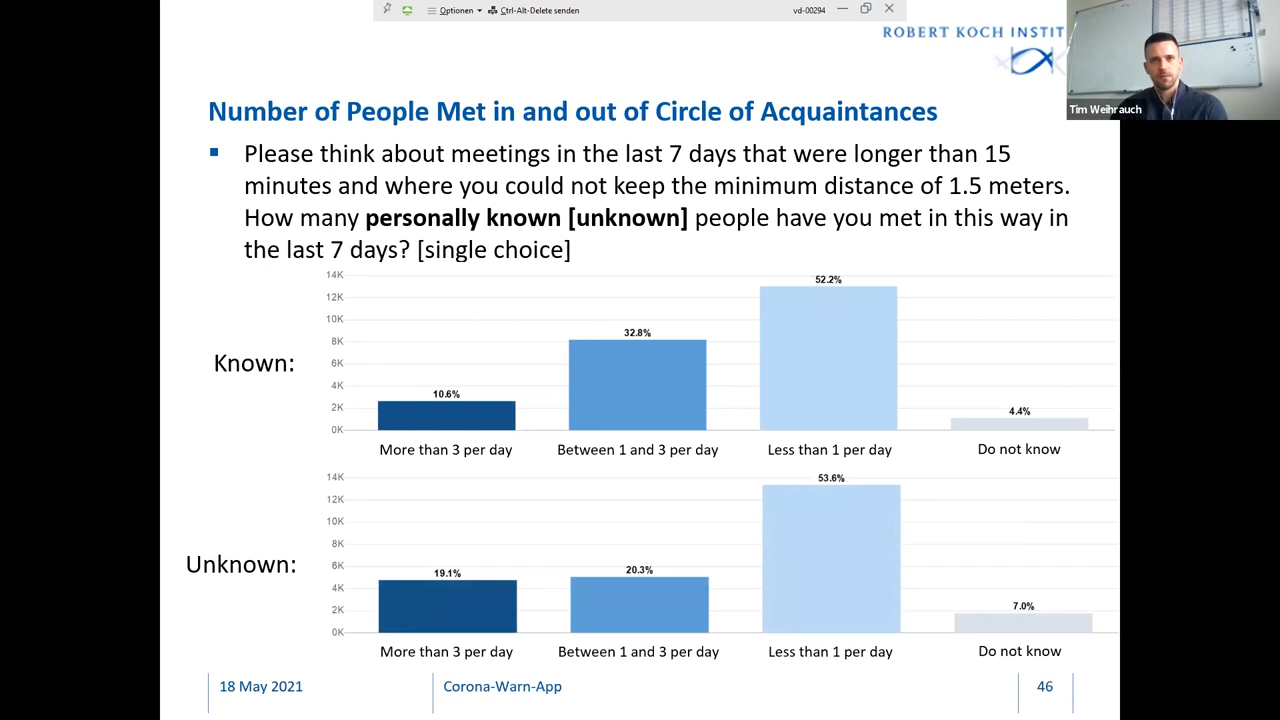 Optionen Ctrl-Alt-Delete senden vd-00294
ROBERT KOCH INSTIT
Tim Weihrauch
Number of People Met in and out of Circle of Acquaintances
Please think about meetings in the last 7 days that were longer than 15
minutes and where you could not keep the minimum distance of 1.5 meters.
How many personally known [unknown] people have you met in this way in
the last 7 days? [single choice]
Known:
14K
12K
10K
8K
6K
4K
2K
0K
10.6%
32.8%
52.2%
4.4%
More than 3 per day
Between 1 and 3 per day
Less than 1 per day
Do not know
Unknown:
14K
12K
10K
8K
6K
4K
2K
0K
19.1%
20.3%
53.6%
7.0%
More than 3 per day
Between 1 and 3 per day
Less than 1 per day
Do not know
18 May 2021
Corona-Warn-App
46